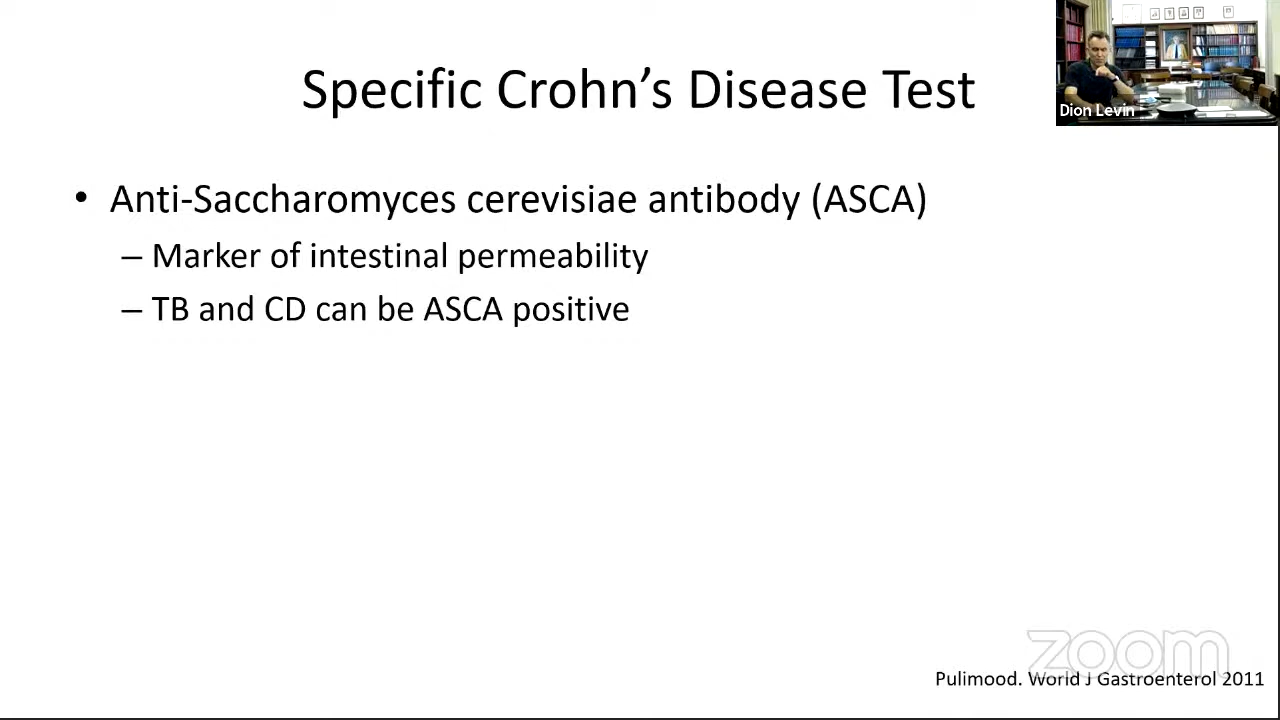 Specific Crohn’s Disease Test
Dion Levin
• Anti-Saccharomyces cerevisiae antibody (ASCA)
– Marker of intestinal permeability
– TB and CD can be ASCA positive
zoom
Pulimood. World J Gastroenterol 2011